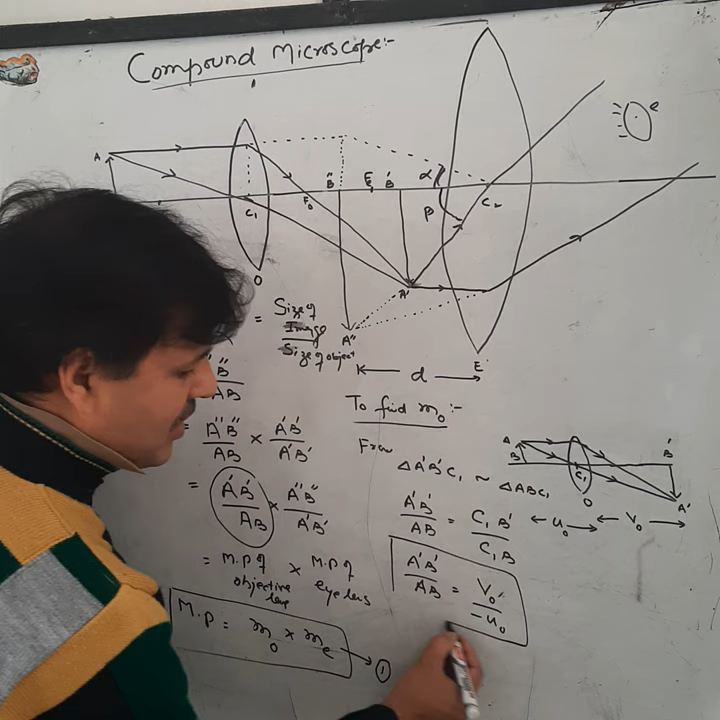 Compound Microscope:-
A
C₁
F₀
B''
E
B'
α
β
C₂
e
O
A'
A''
E
d
= Size of Image
Size of object
B''
AB
= A''B'' / AB × A'B' / A'B'
= A'B' / AB × A''B'' / A'B'
= M.P of objective lens × M.P of eye lens
M.P = m₀ × mₑ → ①
To find m₀:-
From
ΔA'B'C₁ ~ ΔABC₁
A'B' / AB = C₁B' / C₁B
A'B' / AB = V₀ / -u₀
A
B
C₁
O
B'
A'
u₀
V₀